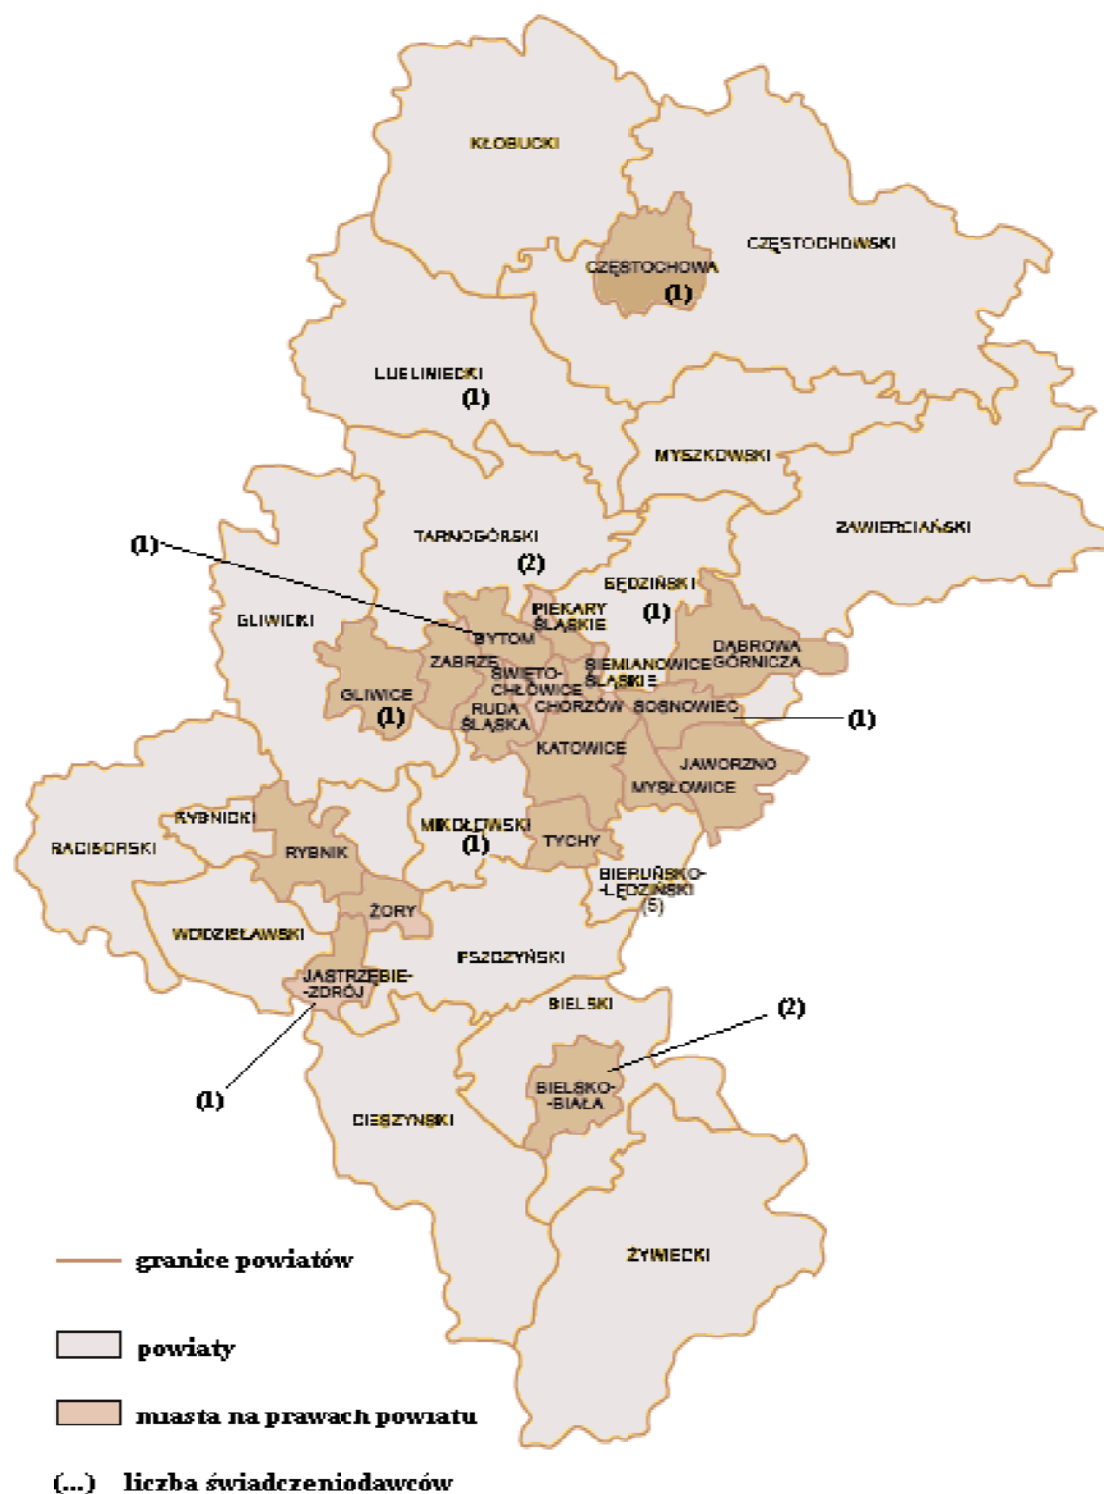 KŁOBUCKI
CZĘSTOCHOWSKI
CZĘSTOCHOWA
(1)
LUBLINIECKI
(1)
MYSZKOWSKI
ZAWIERCIAŃSKI
TARNOGÓRSKI
(2)
(1)
BĘDZIŃSKI
(1)
GLIWICKI
PIEKARY
ŚLĄSKIE
BYTOM
DĄBROWA
GÓRNICZA
ZABRZE
SIEMIANOWICE
ŚLĄSKIE
ŚWIĘTO-
CHŁOWICE
GLIWICE
(1)
RUDA
ŚLĄSKA
CHORZÓW
SOSNOWIEC
(1)
KATOWICE
JAWORZNO
MYSŁOWICE
RYBNICKI
MIKOŁOWSKI
(1)
TYCHY
RACIBORSKI
RYBNIK
BIERUŃSKO-
-LĘDZIŃSKI
(5)
ŻORY
WODZISŁAWSKI
PSZCZYŃSKI
JASTRZĘBIE-
-ZDRÓJ
(1)
BIELSKI
(2)
BIELSKO-
-BIAŁA
CIESZYŃSKI
ŻYWIECKI
granice powiatów
powiaty
miasta na prawach powiatu
(...) liczba świadczeniodawców